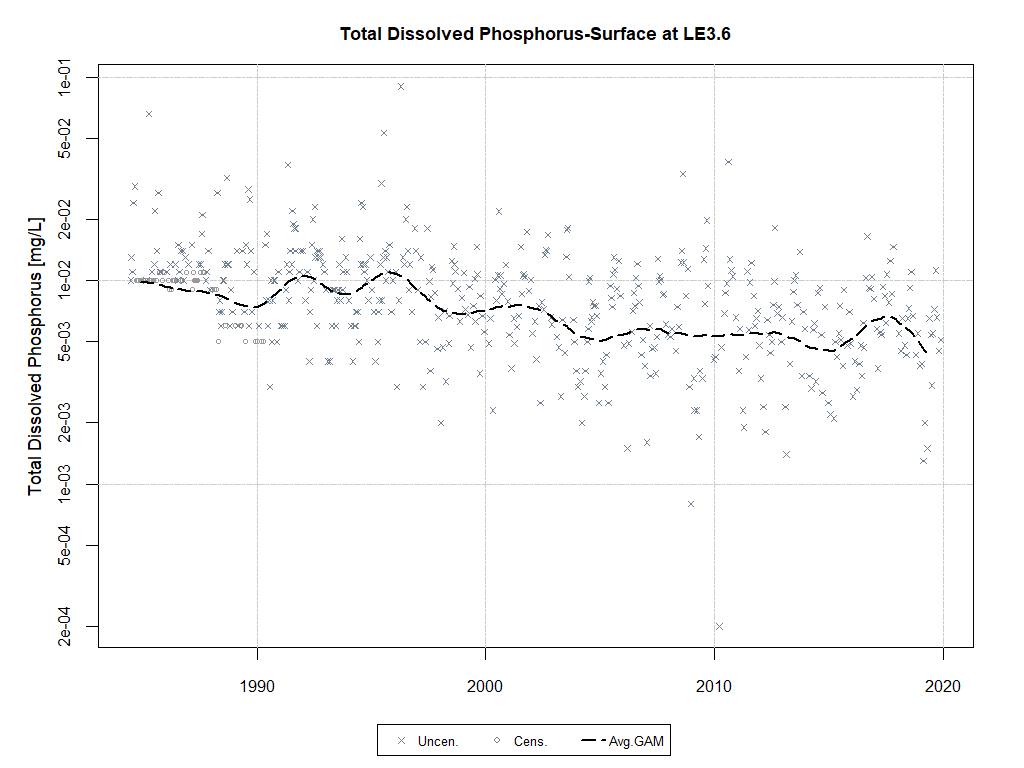 Total Dissolved Phosphorus-Surface at LE3.6
Total Dissolved Phosphorus [mg/L]
1e-01
5e-02
2e-02
1e-02
5e-03
2e-03
1e-03
5e-04
2e-04
1990 2000 2010 2020
Uncen. Cens. Avg.GAM